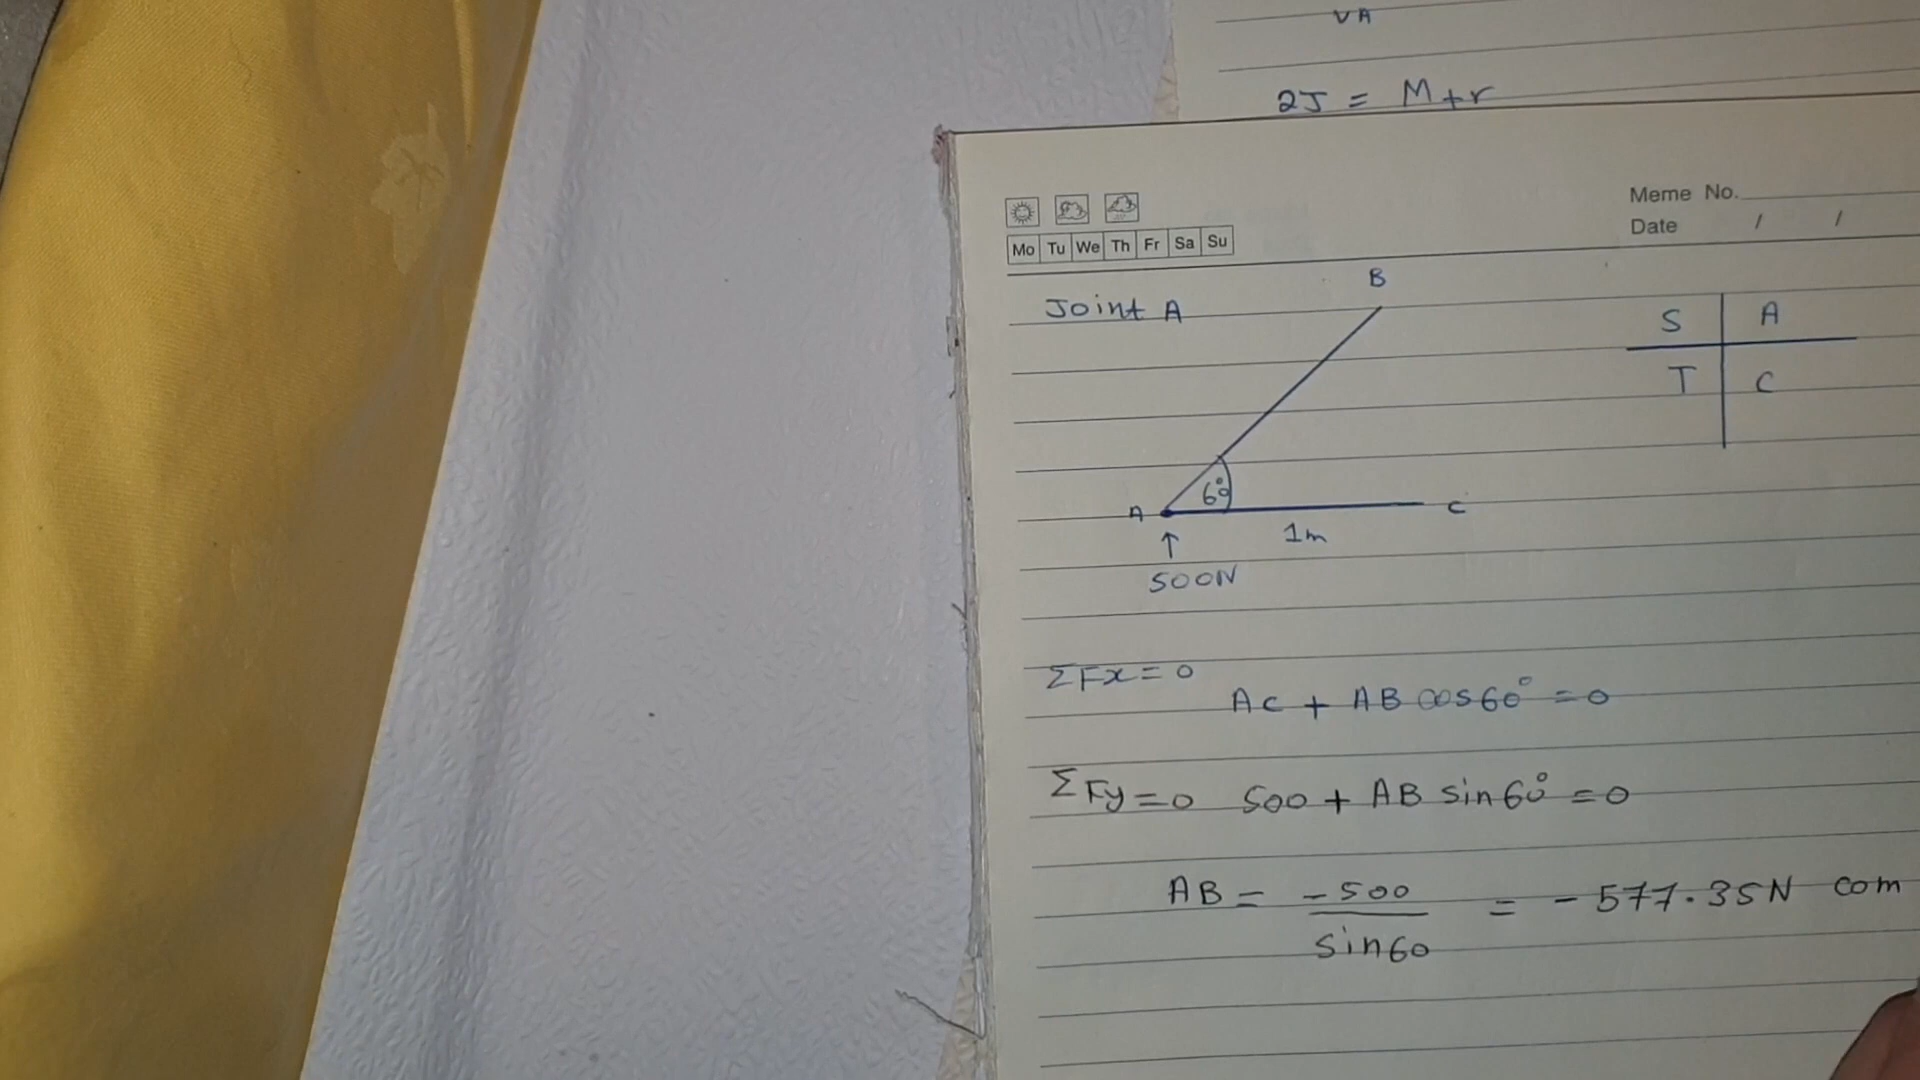 VA
2J = M+r
Meme No.
Date / /
Mo Tu We Th Fr Sa Su
Joint A
B
S A
T C
60°
A C
1m
500N
ΣFx=0
AC + AB cos60° = 0
ΣFy=0 500 + AB sin60° = 0
AB = -500/sin60 = -577.35N com